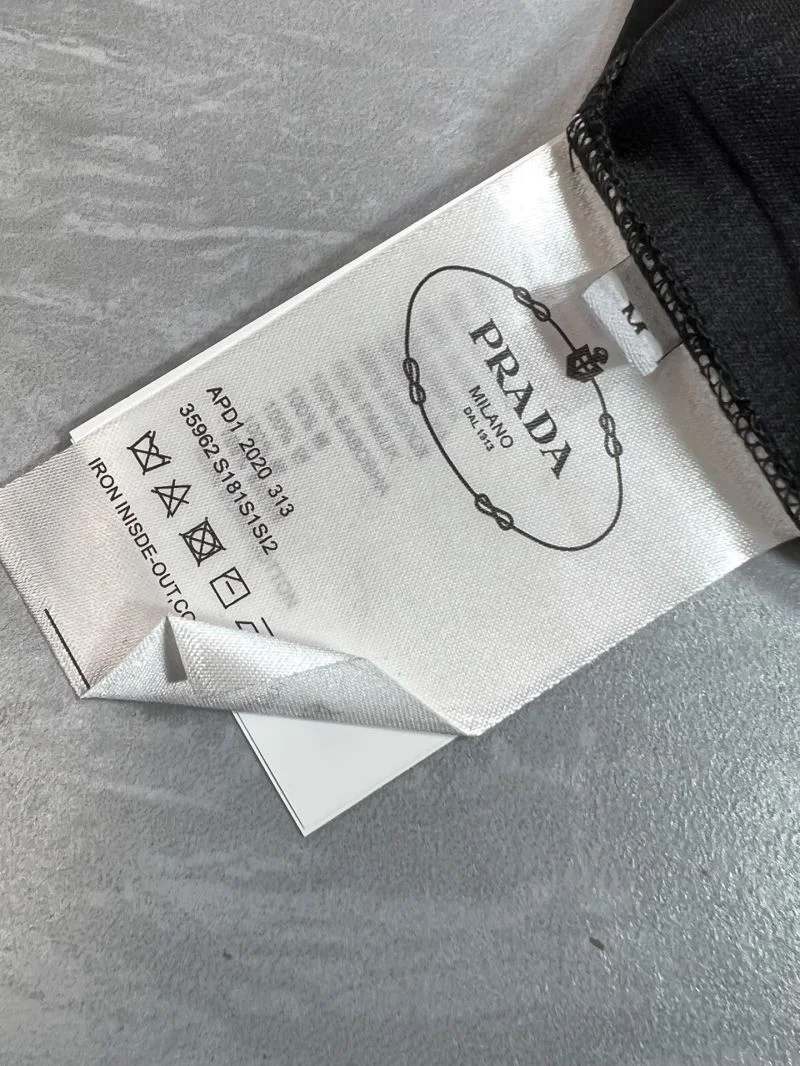 M
PRADA
MILANO
DAL 1913
APD1 2020 313
35962 S181S1SI2
IRON INISDE-OUT,CO